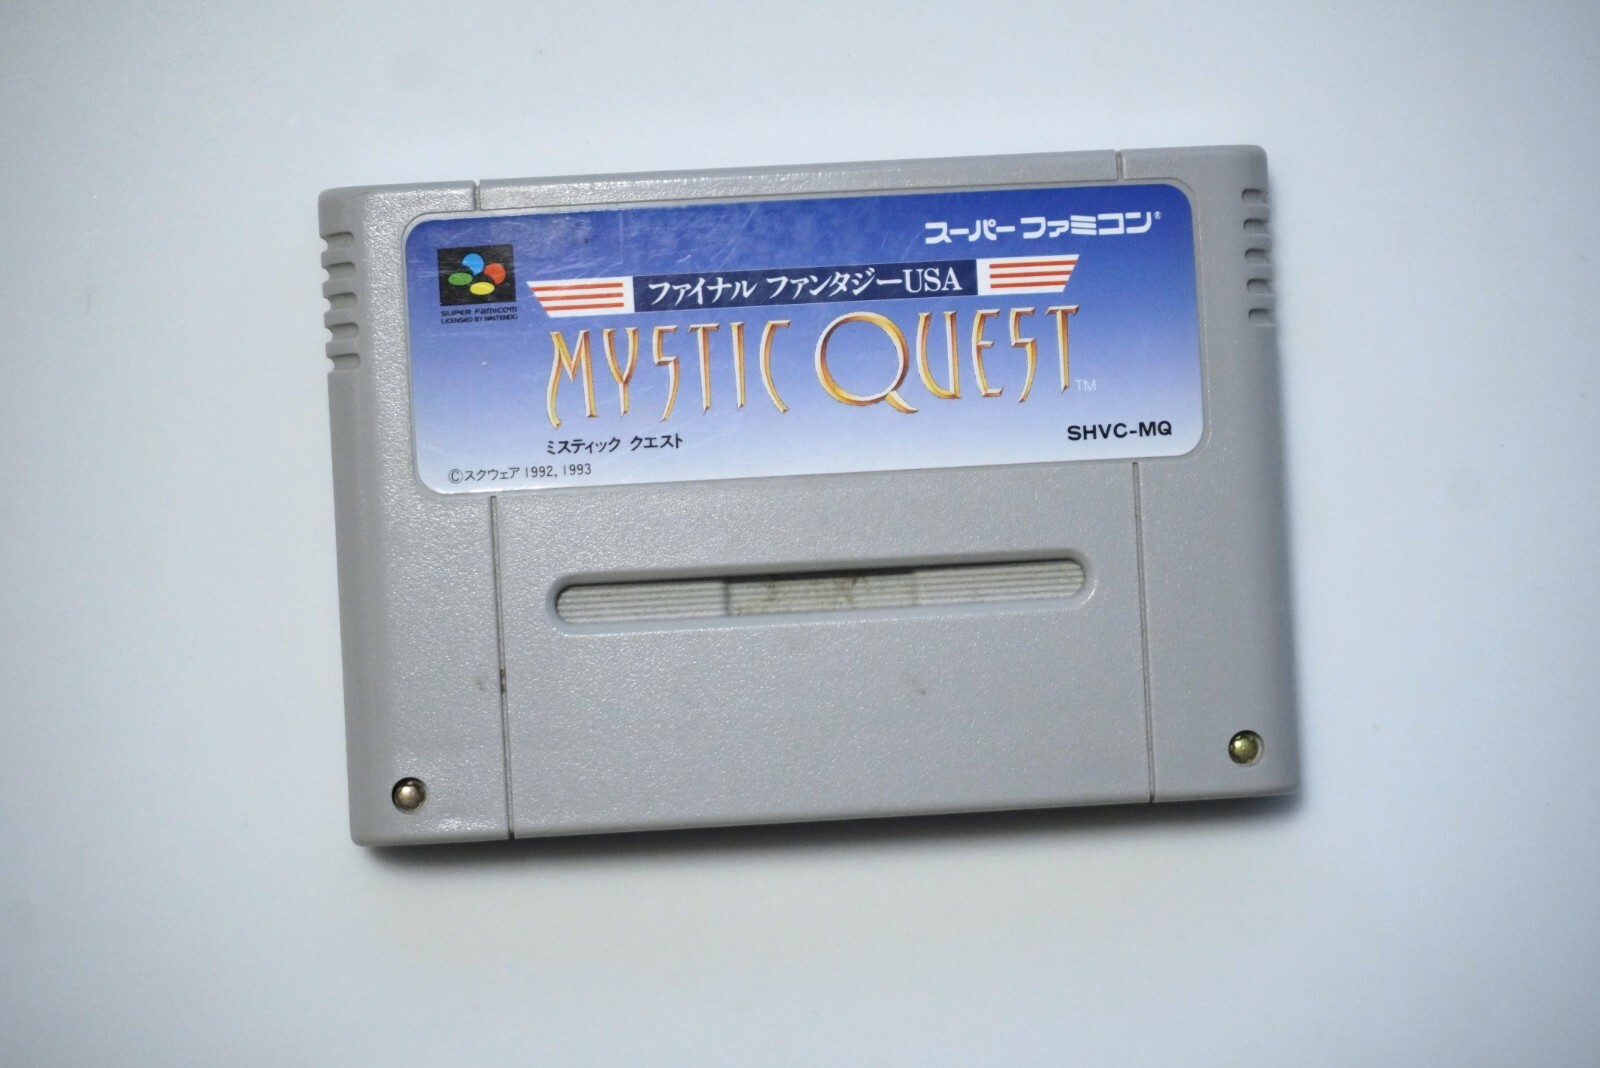 スーパーファミコン®
SUPER FAMICOM
LICENSED BY NINTENDO
ファイナル ファンタジーUSA
MYSTIC QUEST™
ミスティック クエスト
SHVC-MQ
©スクウェア 1992, 1993